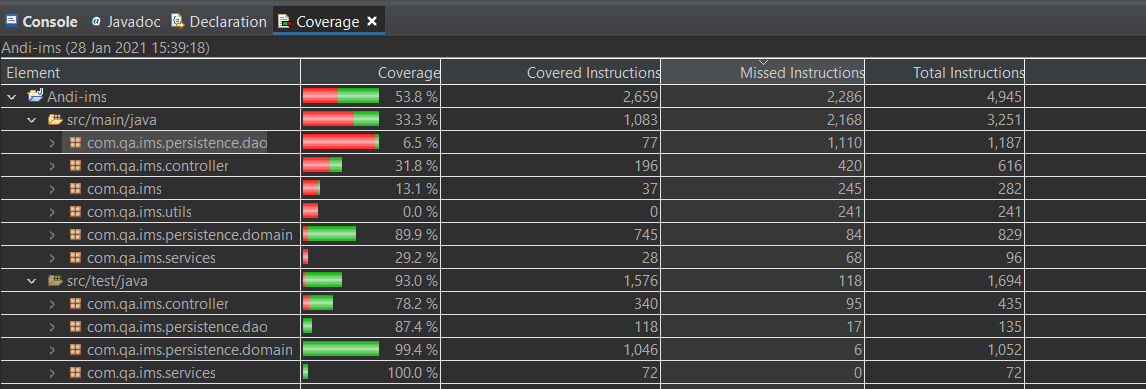 Console Javadoc Declaration Coverage
Andi-ims (28 Jan 2021 15:39:18)
Element Coverage Covered Instructions Missed Instructions Total Instructions
Andi-ims 53.8 % 2,659 2,286 4,945
src/main/java 33.3 % 1,083 2,168 3,251
com.qa.ims.persistence.dao 6.5 % 77 1,110 1,187
com.qa.ims.controller 31.8 % 196 420 616
com.qa.ims 13.1 % 37 245 282
com.qa.ims.utils 0.0 % 0 241 241
com.qa.ims.persistence.domain 89.9 % 745 84 829
com.qa.ims.services 29.2 % 28 68 96
src/test/java 93.0 % 1,576 118 1,694
com.qa.ims.controller 78.2 % 340 95 435
com.qa.ims.persistence.dao 87.4 % 118 17 135
com.qa.ims.persistence.domain 99.4 % 1,046 6 1,052
com.qa.ims.services 100.0 % 72 0 72